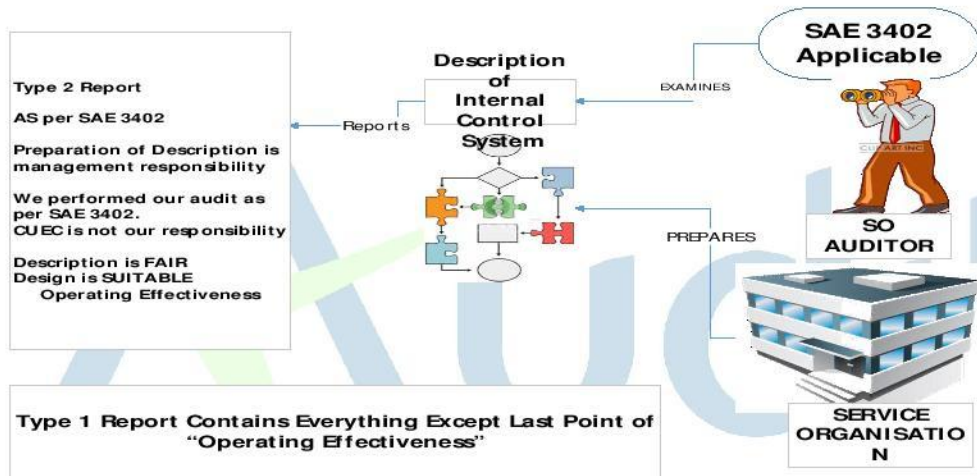 SAE 3402
Applicable
Description
of
Internal
Control
System
EXAMINES
Reports
Type 2 Report
AS per SAE 3402
Preparation of Description is
management responsibility
We performed our audit as
per SAE 3402.
CUEC is not our responsibility
Description is FAIR
Design is SUITABLE
Operating Effectiveness
CLIPART INC
SO
AUDITOR
PREPARES
SERVICE
ORGANISATIO
N
Type 1 Report Contains Everything Except Last Point of
“Operating Effectiveness”